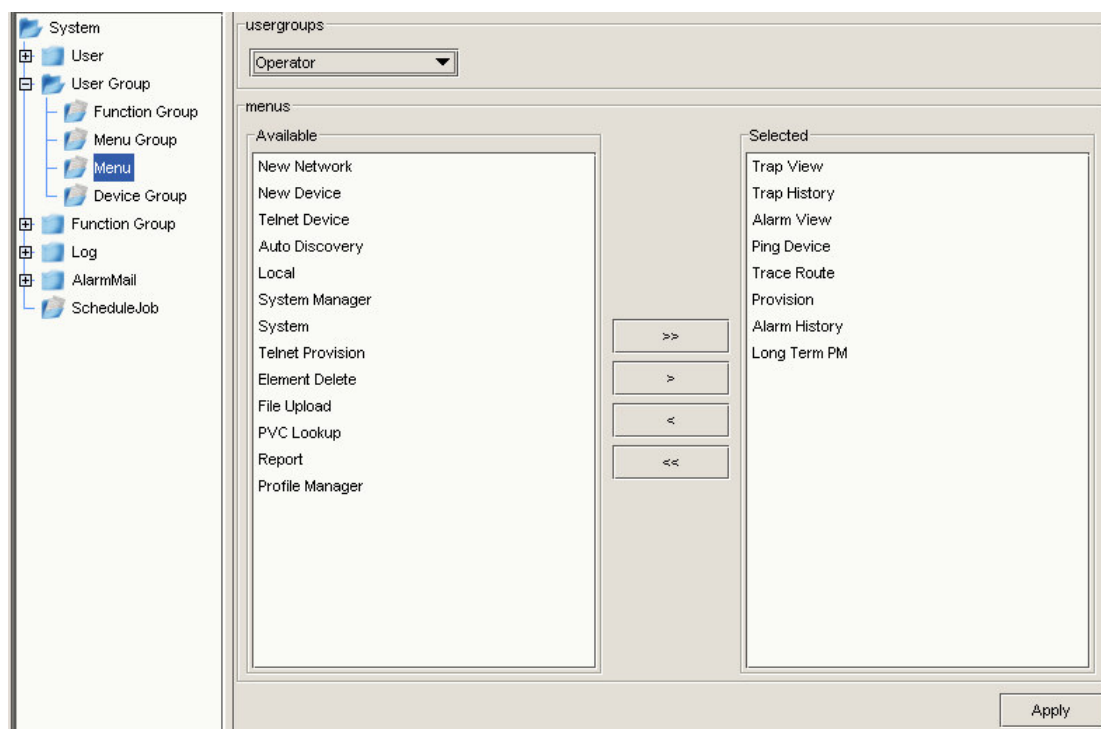 System
User
User Group
Function Group
Menu Group
Menu
Device Group
Function Group
Log
AlarmMail
ScheduleJob
usergroups
Operator
menus
Available
New Network
New Device
Telnet Device
Auto Discovery
Local
System Manager
System
Telnet Provision
Element Delete
File Upload
PVC Lookup
Report
Profile Manager
>>
>
<
<<
Selected
Trap View
Trap History
Alarm View
Ping Device
Trace Route
Provision
Alarm History
Long Term PM
Apply